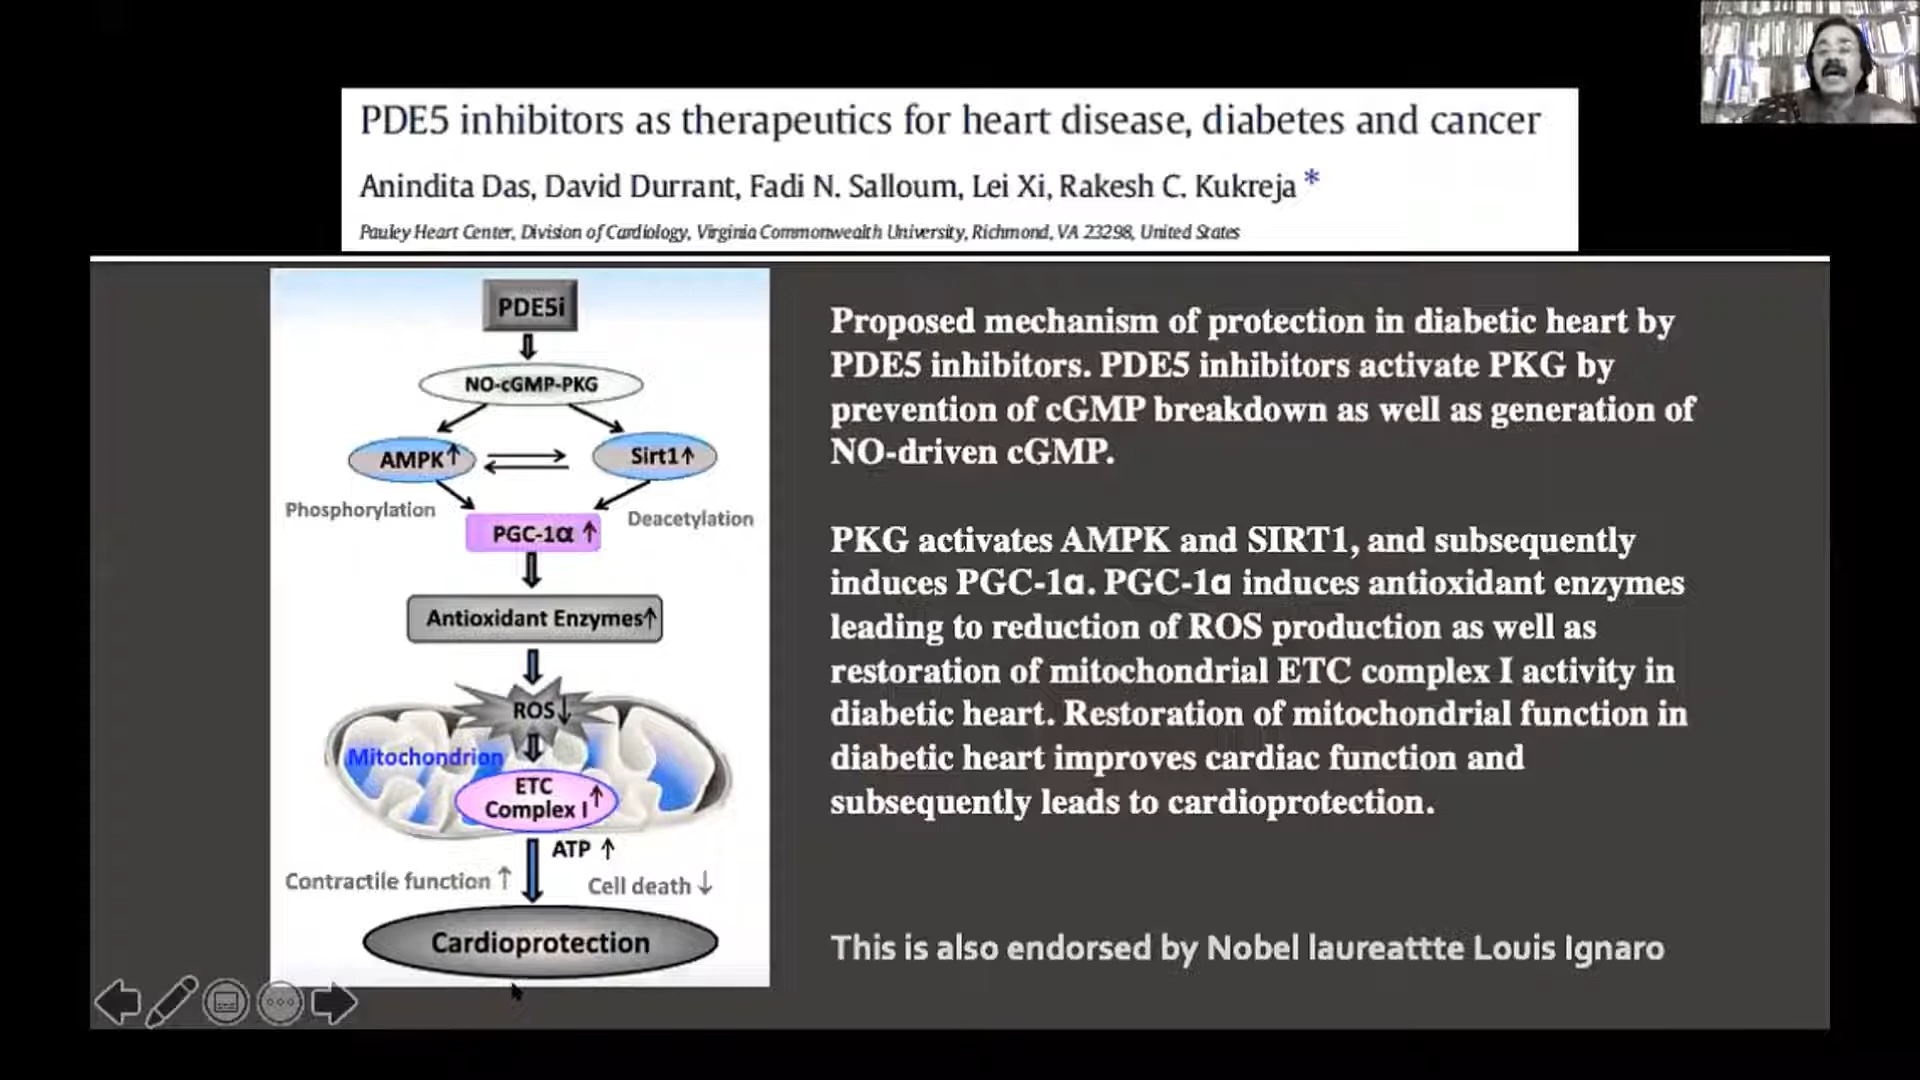 PDE5 inhibitors as therapeutics for heart disease, diabetes and cancer
Anindita Das, David Durrant, Fadi N. Salloum, Lei Xi, Rakesh C. Kukreja *
Pauley Heart Center, Division of Cardiology, Virginia Commonwealth University, Richmond, VA 23298, United States
PDE5i
NO-cGMP-PKG
AMPK↑
Sirt1↑
Phosphorylation
Deacetylation
PGC-1α ↑
Antioxidant Enzymes↑
ROS↓
Mitochondrion
ETC
Complex I↑
ATP ↑
Contractile function ↑
Cell death ↓
Cardioprotection
Proposed mechanism of protection in diabetic heart by
PDE5 inhibitors. PDE5 inhibitors activate PKG by
prevention of cGMP breakdown as well as generation of
NO-driven cGMP.
PKG activates AMPK and SIRT1, and subsequently
induces PGC-1α. PGC-1α induces antioxidant enzymes
leading to reduction of ROS production as well as
restoration of mitochondrial ETC complex I activity in
diabetic heart. Restoration of mitochondrial function in
diabetic heart improves cardiac function and
subsequently leads to cardioprotection.
This is also endorsed by Nobel laureattte Louis Ignaro